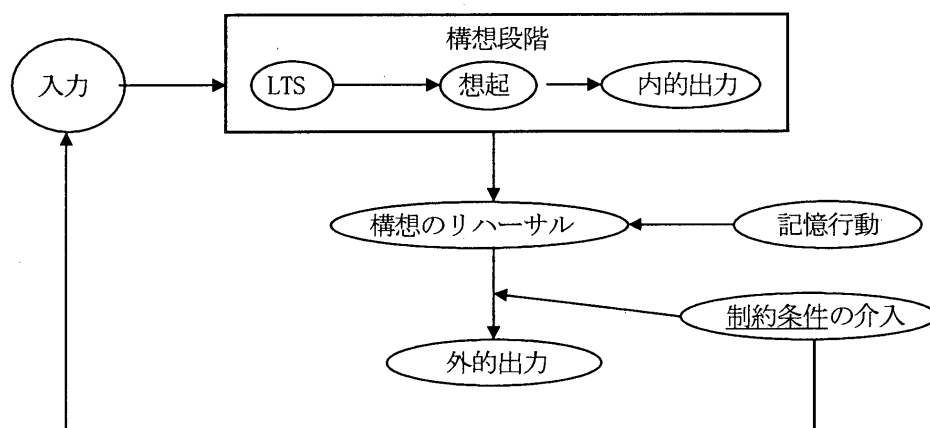 構想段階
入力
LTS
想起
内的出力
構想のリハーサル
記憶行動
制約条件の介入
外的出力